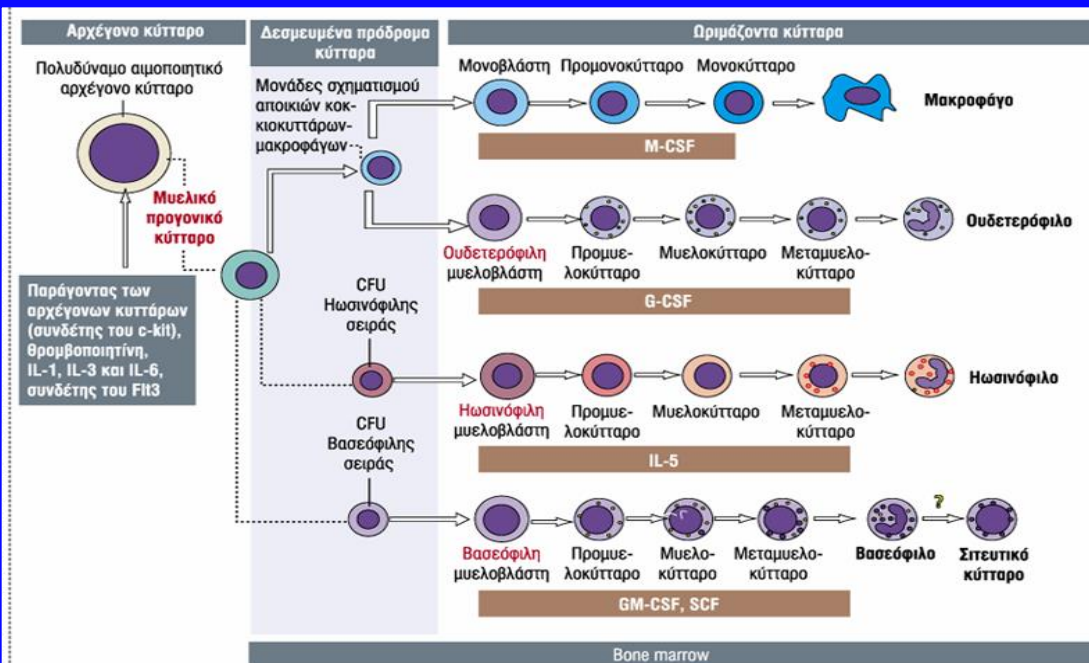 Αρχέγονο κύτταρο
Δεσμευμένα πρόδρομα
κύτταρα
Ωριμάζοντα κύτταρα
Πολυδύναμο αιμοποιητικό
αρχέγονο κύτταρο
Μυελικό
προγονικό
κύτταρο
Παράγοντας των
αρχέγονων κυττάρων
(συνδέτης του c-kit),
θρομβοποιητίνη,
IL-1, IL-3 και IL-6,
συνδέτης του Flt3
Μονάδες σχηματισμού
αποικιών κοκ-
κιοκυττάρων-
μακροφάγων
Μονοβλάστη Προμονοκύτταρο Μονοκύτταρο
Μακροφάγο
M-CSF
Ουδετερόφιλο
Ουδετερόφιλη
μυελοβλάστη
Προμυε-
λοκύτταρο
Μυελοκύτταρο
Μεταμυελο-
κύτταρο
G-CSF
CFU
Ηωσινόφιλης
σειράς
Ηωσινόφιλο
Ηωσινόφιλη
μυελοβλάστη
Προμυε-
λοκύτταρο
Μυελοκύτταρο
Μεταμυελο-
κύτταρο
IL-5
CFU
Βασεόφιλης
σειράς
?
Βασεόφιλη
μυελοβλάστη
Προμυε-
λοκύτταρο
Μυελο-
κύτταρο
Μεταμυελο-
κύτταρο
Βασεόφιλο
Σιτευτικό
κύτταρο
GM-CSF, SCF
Bone marrow